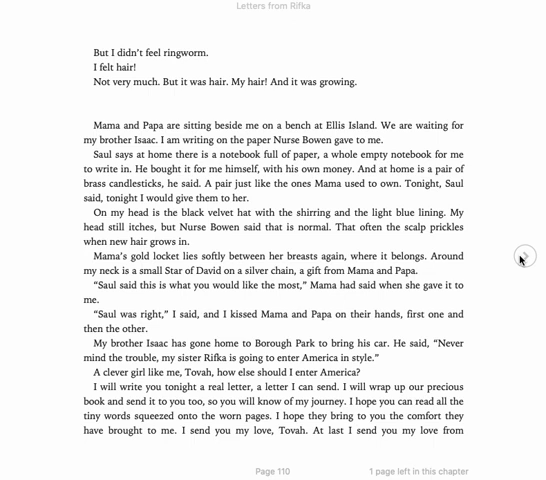 Letters from Rifka
But I didn't feel ringworm.
I felt hair!
Not very much. But it was hair. My hair! And it was growing.
Mama and Papa are sitting beside me on a bench at Ellis Island. We are waiting for
my brother Isaac. I am writing on the paper Nurse Bowen gave to me.
Saul says at home there is a notebook full of paper, a whole empty notebook for me
to write in. He bought it for me himself, with his own money. And at home is a pair of
brass candlesticks, he said. A pair just like the ones Mama used to own. Tonight, Saul
said, tonight I would give them to her.
On my head is the black velvet hat with the shirring and the light blue lining. My
head still itches, but Nurse Bowen said that is normal. That often the scalp prickles
when new hair grows in.
Mama's gold locket lies softly between her breasts again, where it belongs. Around
my neck is a small Star of David on a silver chain, a gift from Mama and Papa.
“Saul said this is what you would like the most,” Mama had said when she gave it to
me.
“Saul was right,” I said, and I kissed Mama and Papa on their hands, first one and
then the other.
My brother Isaac has gone home to Borough Park to bring his car. He said, “Never
mind the trouble, my sister Rifka is going to enter America in style.”
A clever girl like me, Tovah, how else should I enter America?
I will write you tonight a real letter, a letter I can send. I will wrap up our precious
book and send it to you too, so you will know of my journey. I hope you can read all the
tiny words squeezed onto the worn pages. I hope they bring to you the comfort they
have brought to me. I send you my love, Tovah. At last I send you my love from
Page 110
1 page left in this chapter